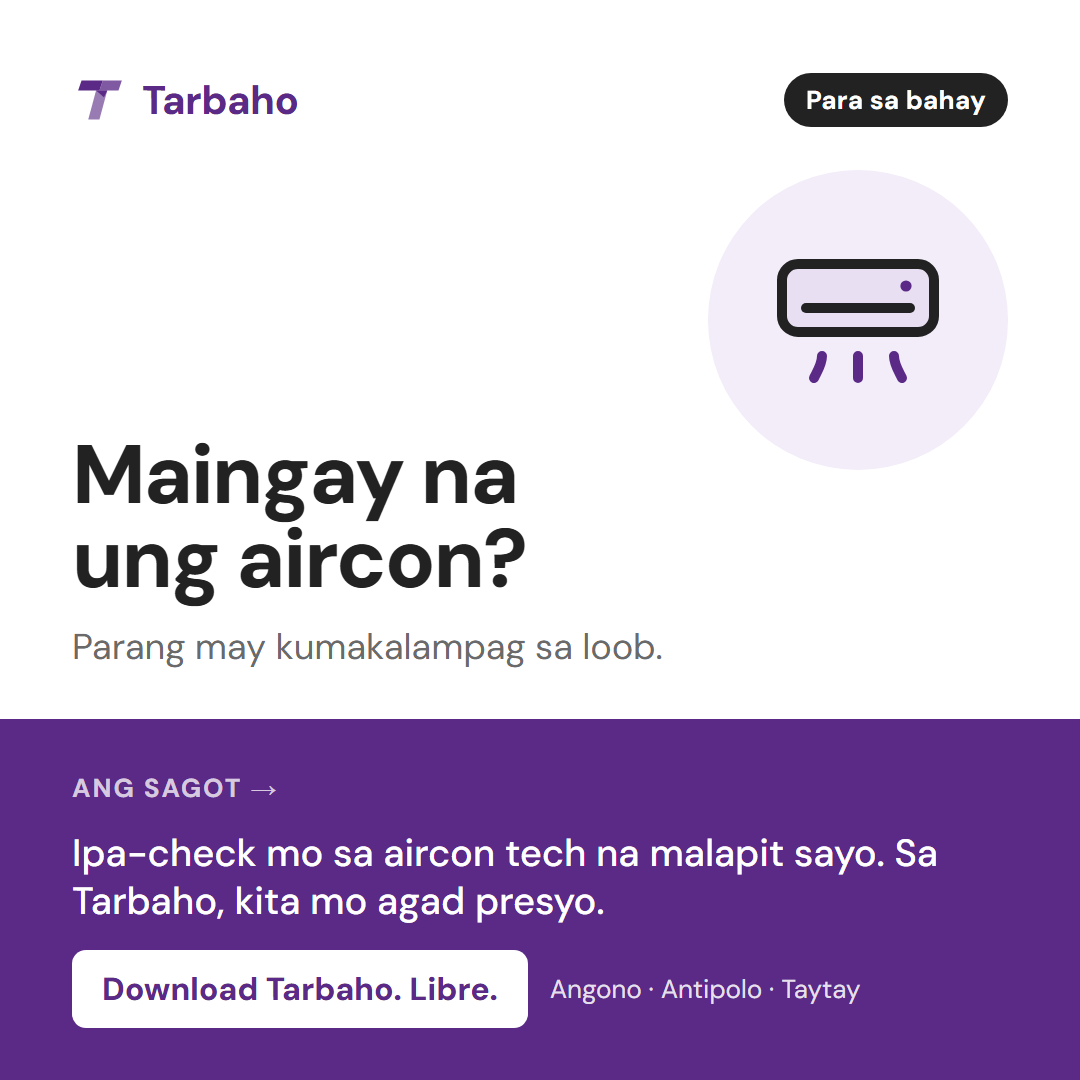 Tarbaho
Para sa bahay
Maingay na
ung aircon?
Parang may kumakalampag sa loob.
ANG SAGOT →
Ipa-check mo sa aircon tech na malapit sayo. Sa
Tarbaho, kita mo agad presyo.
Download Tarbaho. Libre.
Angono · Antipolo · Taytay